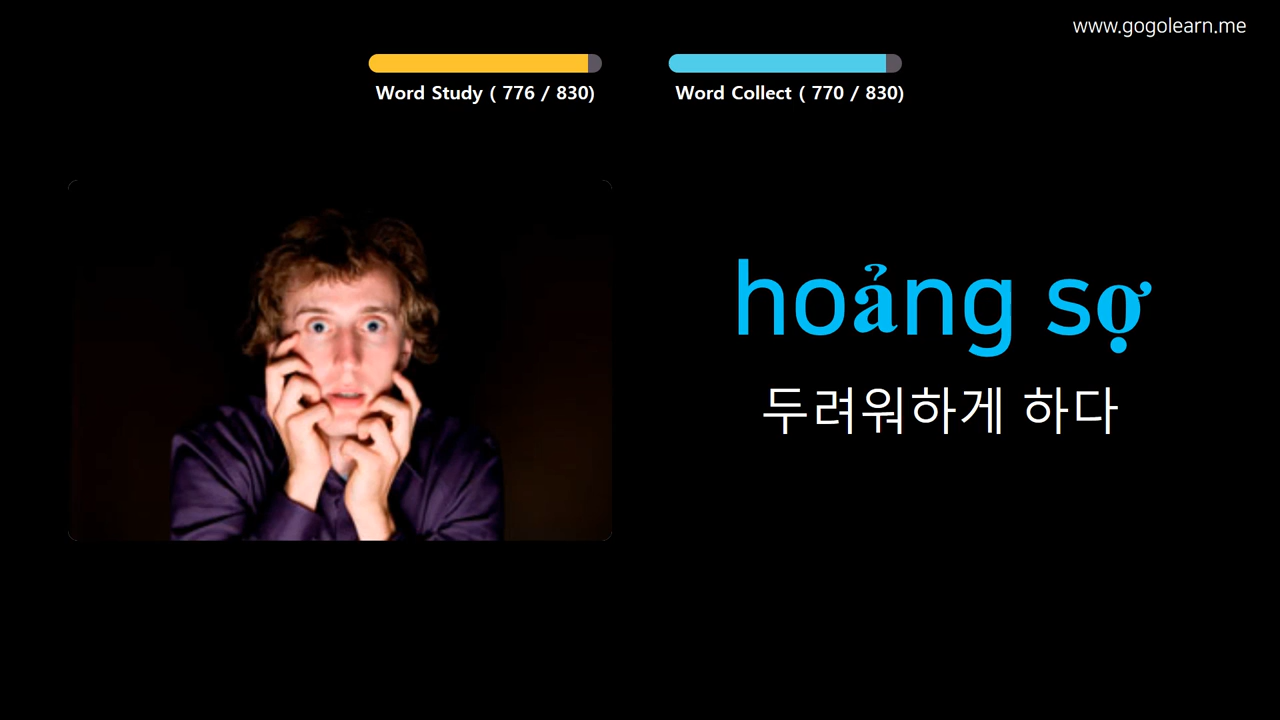 www.gogolearn.me
Word Study ( 776 / 830)
Word Collect ( 770 / 830)
hoảng sợ
두려워하게 하다